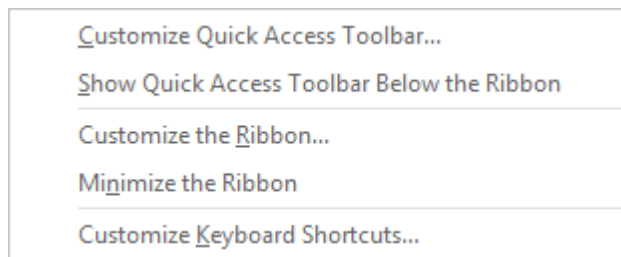 Customize Quick Access Toolbar...
Show Quick Access Toolbar Below the Ribbon
Customize the Ribbon...
Minimize the Ribbon
Customize Keyboard Shortcuts...